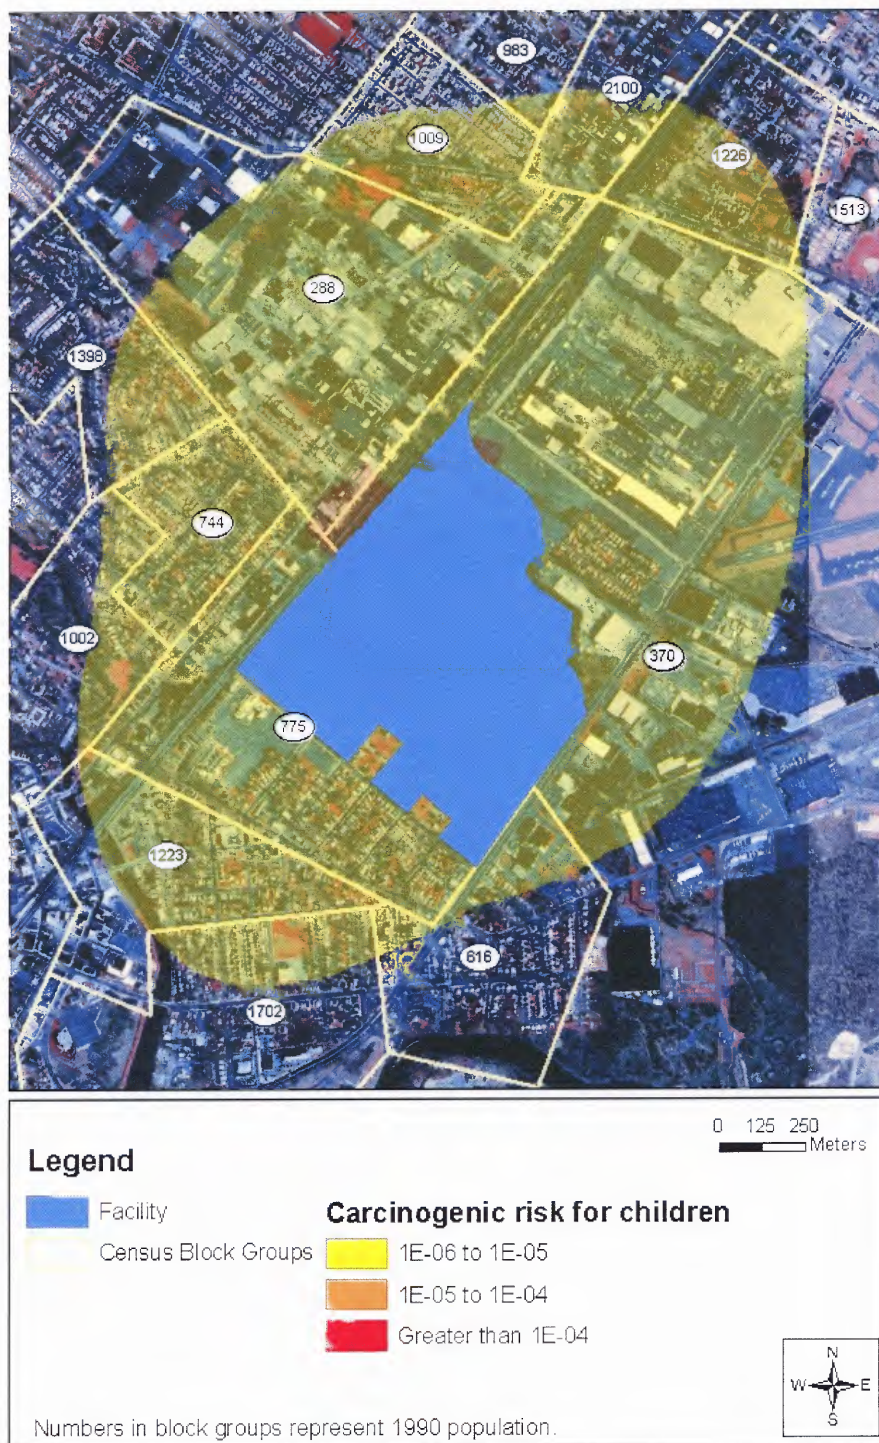 983
2100
1009
1226
1513
288
1398
744
1002
370
775
1223
616
1702
0 125 250
Meters
Legend
Facility
Census Block Groups
Carcinogenic risk for children
1E-06 to 1E-05
1E-05 to 1E-04
Greater than 1E-04
N
W E
S
Numbers in block groups represent 1990 population.